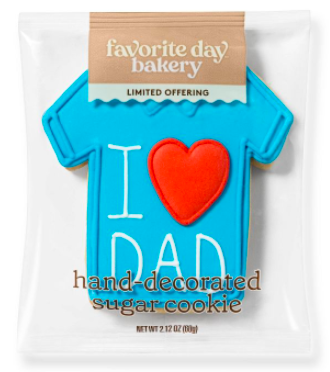 favorite day
bakery
LIMITED OFFERING
I
DAD
hand-decorated
sugar cookie
NET WT 2.12 OZ (60g)